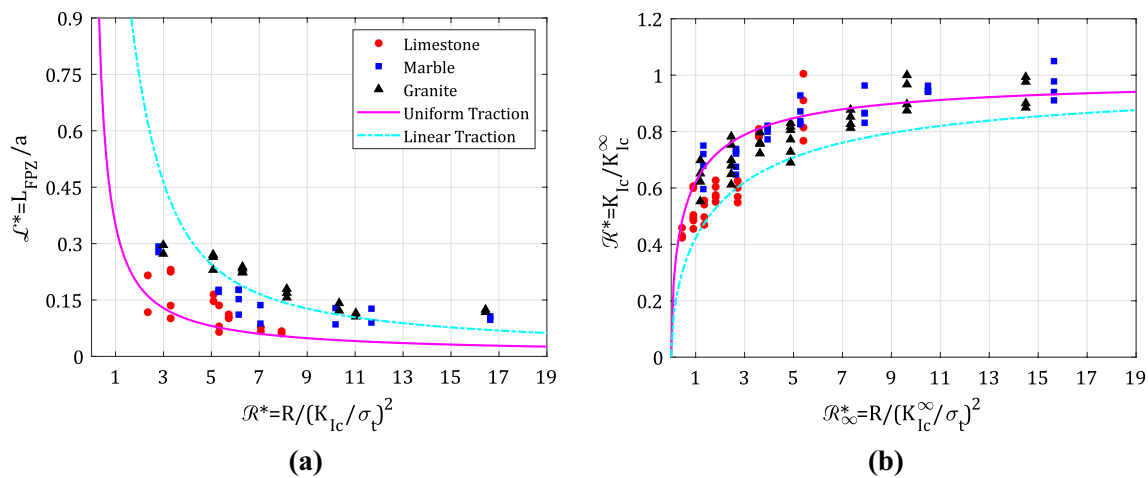 0.9
0.75
0.6
0.45
0.3
0.15
0
ℒ*=L_FPZ/a
Limestone
Marble
Granite
Uniform Traction
Linear Traction
1 3 5 7 9 11 13 15 17 19
ℛ*=R/(K_Ic/σ_t)²
(a)
1.2
1
0.8
0.6
0.4
0.2
0
𝒦*=K_Ic/K_Ic^∞
1 3 5 7 9 11 13 15 17 19
ℛ*_∞=R/(K_Ic^∞/σ_t)²
(b)